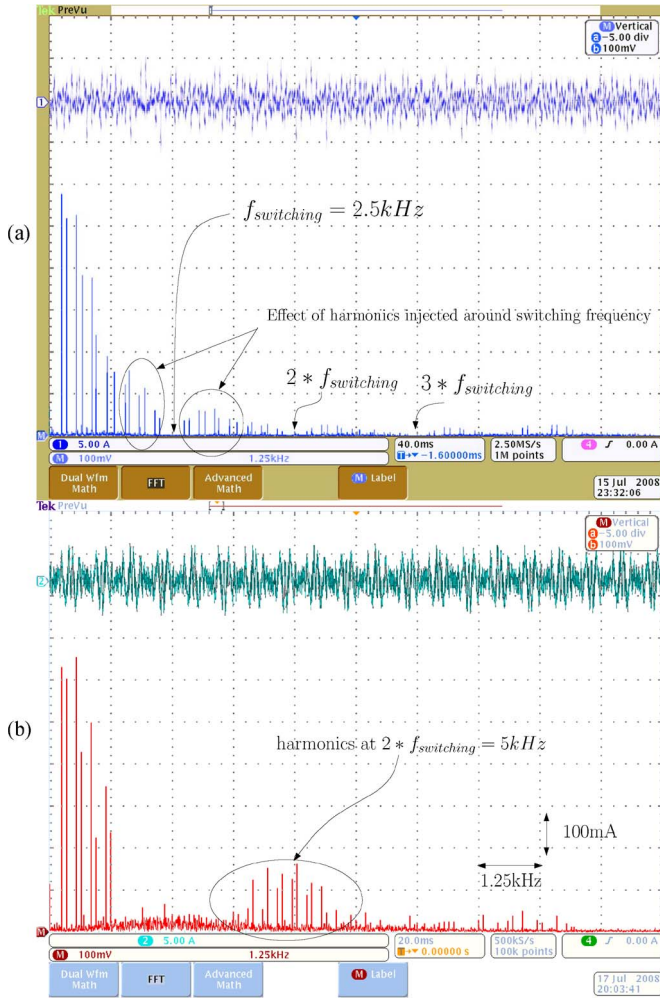 Tek PreVu
M Vertical
a -5.00 div
b 100mV
1
f_switching = 2.5kHz
(a)
Effect of harmonics injected around switching frequency
2 * f_switching
3 * f_switching
M
1 5.00 A
M 100mV 1.25kHz
40.0ms
T→▼ -1.60000ms
2.50MS/s
1M points
4 ƒ 0.00 A
Dual Wfm Math
FFT
Advanced Math
M Label
15 Jul 2008
23:32:06
Tek PreVu
M Vertical
a -5.00 div
b 100mV
2
(b)
harmonics at 2 * f_switching = 5kHz
100mA
1.25kHz
M
2 5.00 A
M 100mV 1.25kHz
20.0ms
T→▼ 0.00000 s
500kS/s
100k points
4 ƒ 0.00 A
Dual Wfm Math
FFT
Advanced Math
M Label
17 Jul 2008
20:03:41